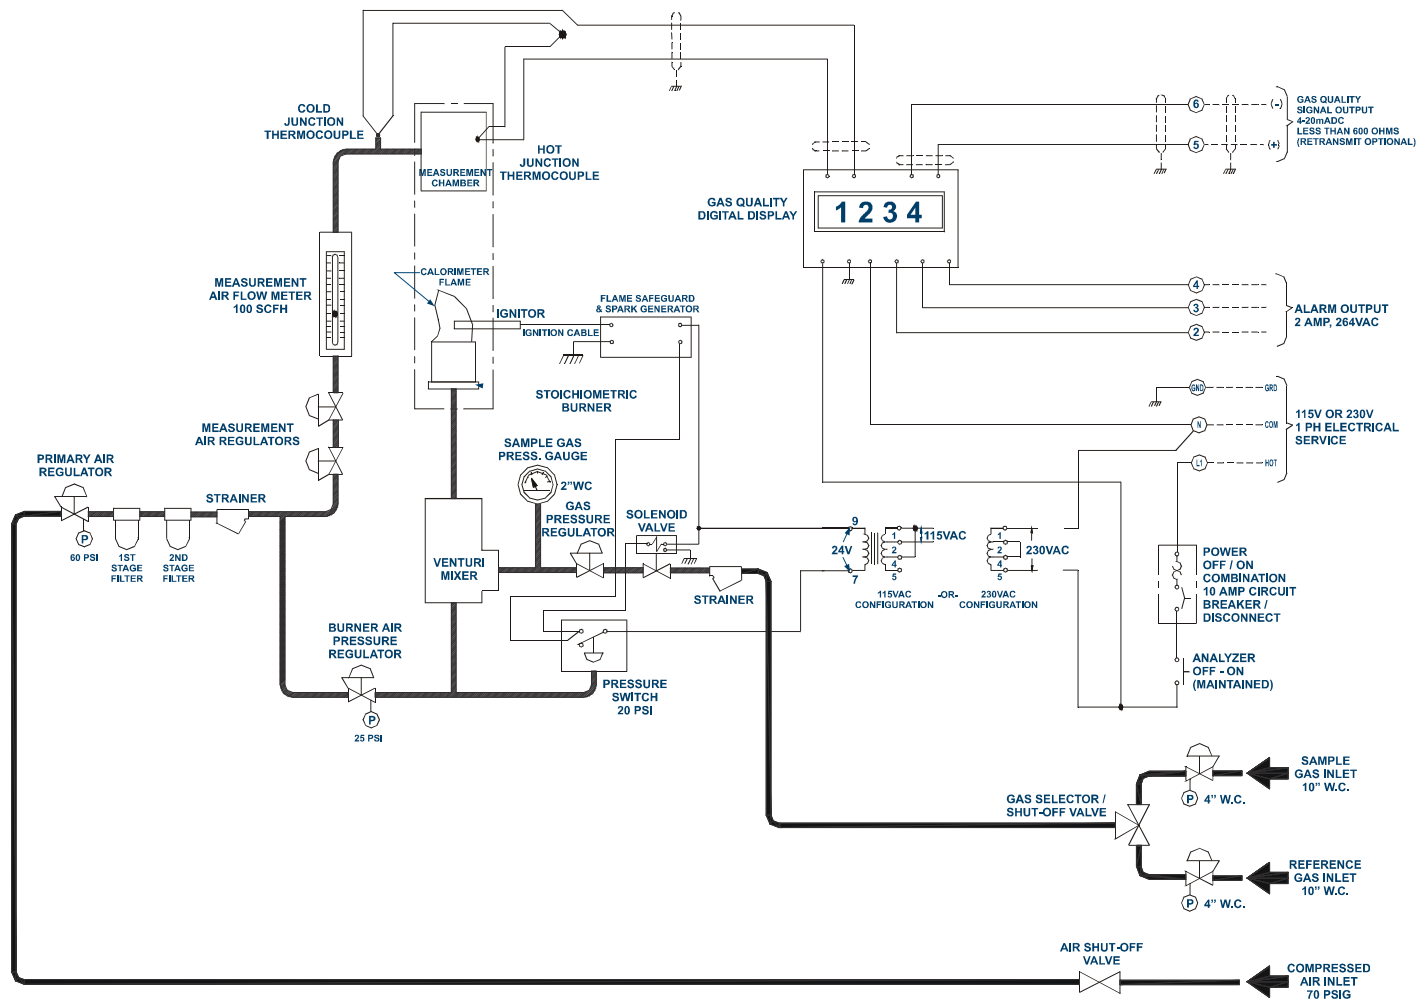 COLD
JUNCTION
THERMOCOUPLE
HOT
JUNCTION
THERMOCOUPLE
MEASUREMENT
CHAMBER
GAS QUALITY
DIGITAL DISPLAY
1 2 3 4
6
(-)
5
(+)
GAS QUALITY
SIGNAL OUTPUT
4-20mADC
LESS THAN 600 OHMS
(RETRANSMIT OPTIONAL)
MEASUREMENT
AIR FLOW METER
100 SCFH
CALORIMETER
FLAME
IGNITOR
IGNITION CABLE
FLAME SAFEGUARD
& SPARK GENERATOR
4
3
2
ALARM OUTPUT
2 AMP, 264VAC
STOICHIOMETRIC
BURNER
GND
GRD
N
COM
L1
HOT
115V OR 230V
1 PH ELECTRICAL
SERVICE
MEASUREMENT
AIR REGULATORS
SAMPLE GAS
PRESS. GAUGE
2"WC
PRIMARY AIR
REGULATOR
STRAINER
P
60 PSI
1ST
STAGE
FILTER
2ND
STAGE
FILTER
GAS
PRESSURE
REGULATOR
SOLENOID
VALVE
VENTURI
MIXER
STRAINER
9
24V
7
1
2
4
5
115VAC
1
2
4
5
230VAC
115VAC
CONFIGURATION
-OR-
230VAC
CONFIGURATION
POWER
OFF / ON
COMBINATION
10 AMP CIRCUIT
BREAKER /
DISCONNECT
ANALYZER
OFF - ON
(MAINTAINED)
BURNER AIR
PRESSURE
REGULATOR
P
25 PSI
PRESSURE
SWITCH
20 PSI
GAS SELECTOR /
SHUT-OFF VALVE
P
4" W.C.
SAMPLE
GAS INLET
10" W.C.
P
4" W.C.
REFERENCE
GAS INLET
10" W.C.
AIR SHUT-OFF
VALVE
COMPRESSED
AIR INLET
70 PSIG